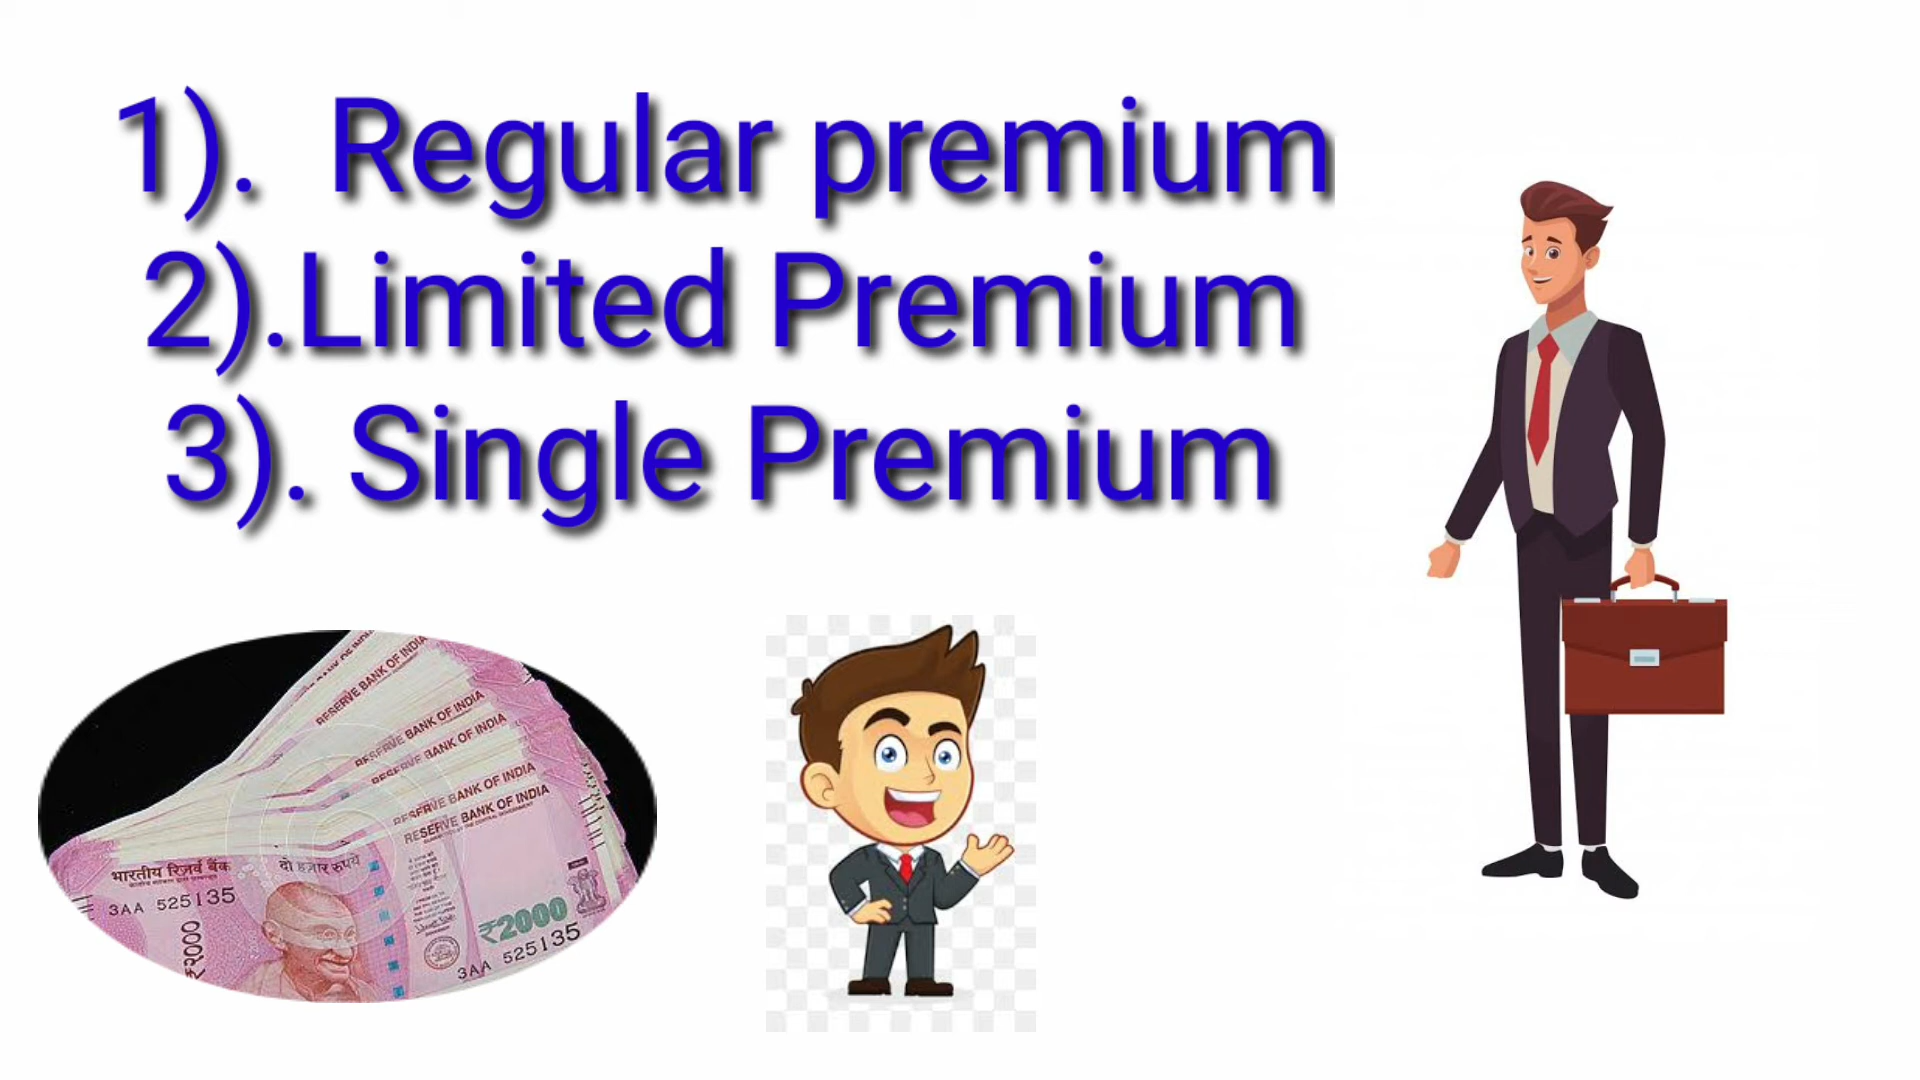 1). Regular premium
2).Limited Premium
3). Single Premium
RESERVE BANK OF INDIA
RESERVE BANK OF INDIA
RESERVE BANK OF INDIA
RESERVE BANK OF INDIA
RESERVE BANK OF INDIA
भारतीय रिज़र्व बैंक
दो हज़ार रुपये
3AA 525135
₹2000
₹2000
3AA 525135